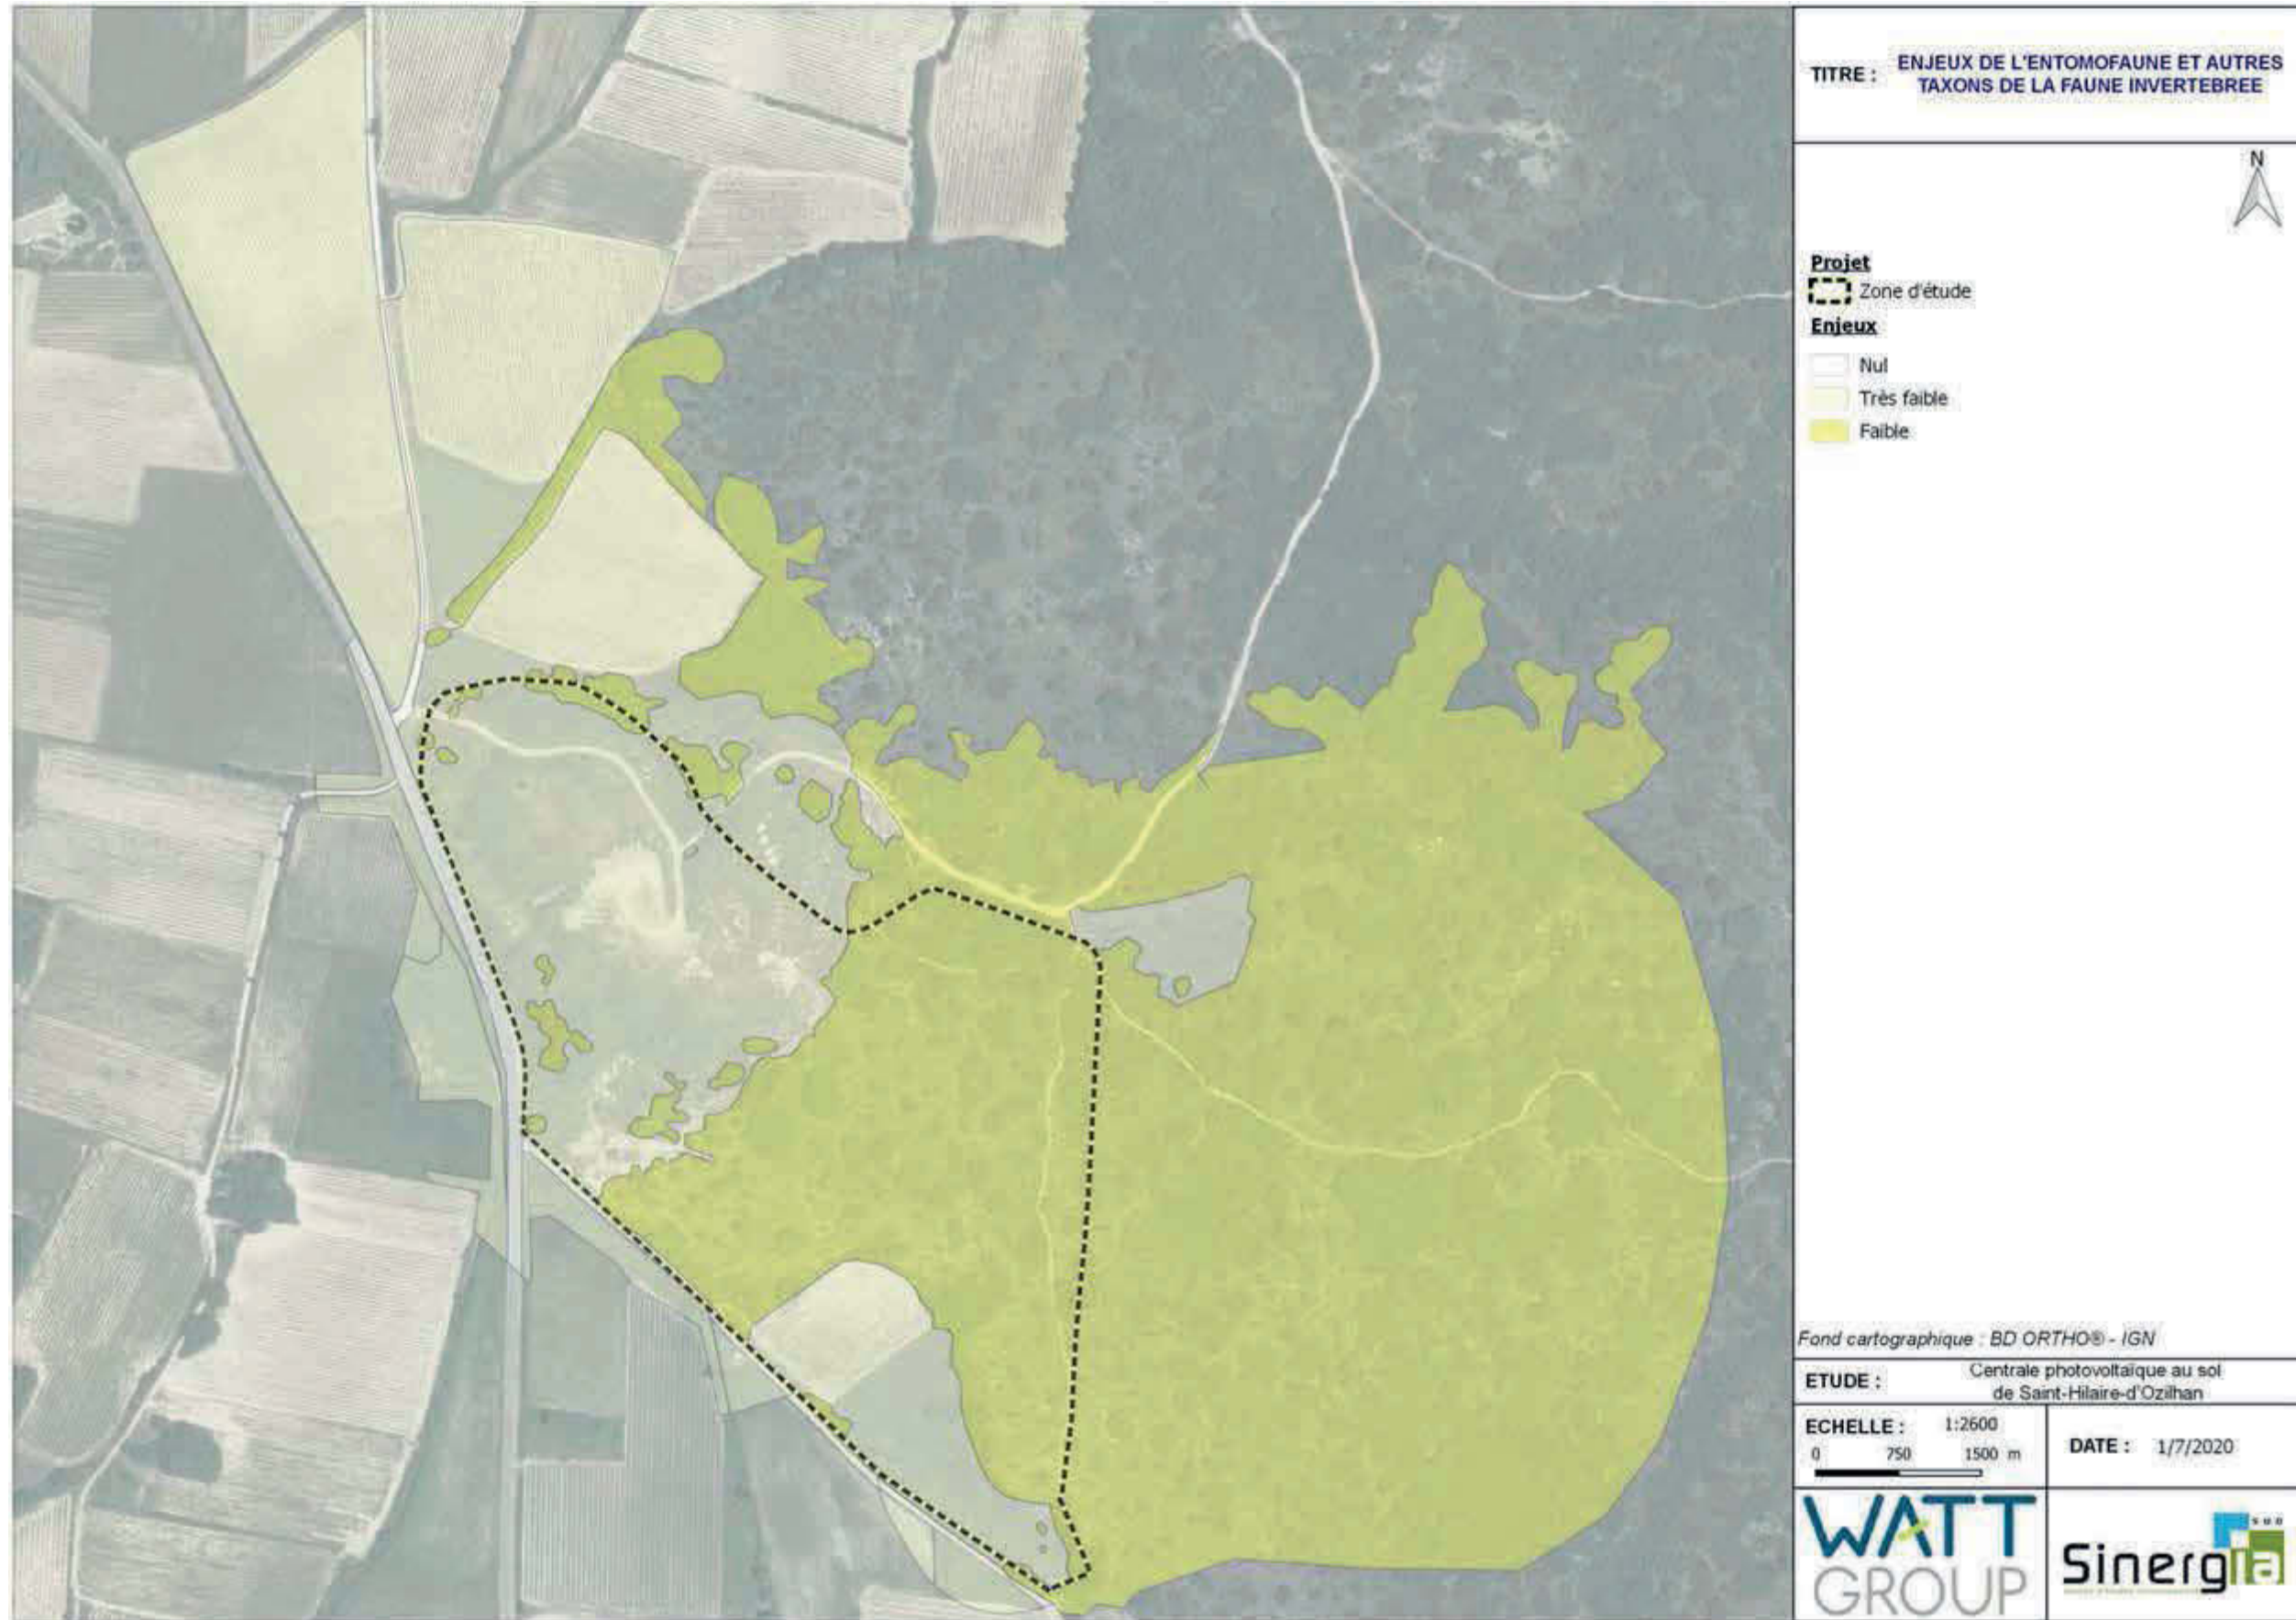 TITRE : ENJEUX DE L'ENTOMOFAUNE ET AUTRES
TAXONS DE LA FAUNE INVERTEBREE
N
Projet
Zone d'étude
Enjeux
Nul
Très faible
Faible
Fond cartographique : BD ORTHO® - IGN
ETUDE : Centrale photovoltaïque au sol
de Saint-Hilaire-d'Ozilhan
ECHELLE : 1:2600
0 750 1500 m
DATE : 1/7/2020
WATT
GROUP
sud
Sinergia